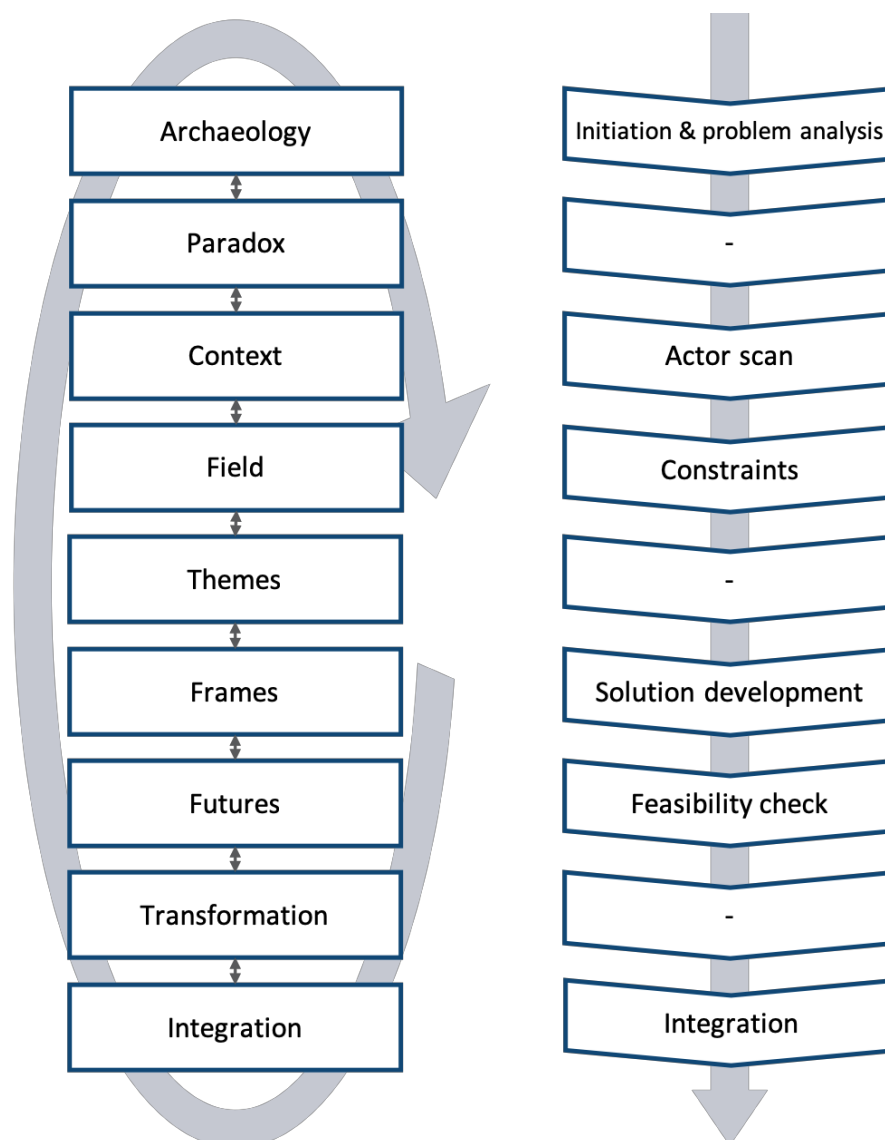 Archaeology
Initiation & problem analysis
Paradox
-
Context
Actor scan
Field
Constraints
Themes
-
Frames
Solution development
Futures
Feasibility check
Transformation
-
Integration
Integration